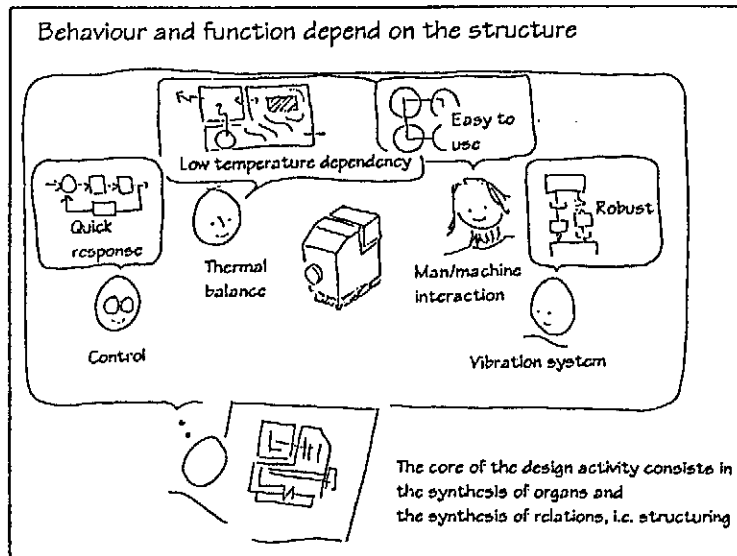 Behaviour and function depend on the structure
Low temperature dependency
Easy to
use
Quick
response
Robust
Thermal
balance
Man/machine
interaction
Control
Vibration system
The core of the design activity consists in
the synthesis of organs and
the synthesis of relations, i.e. structuring